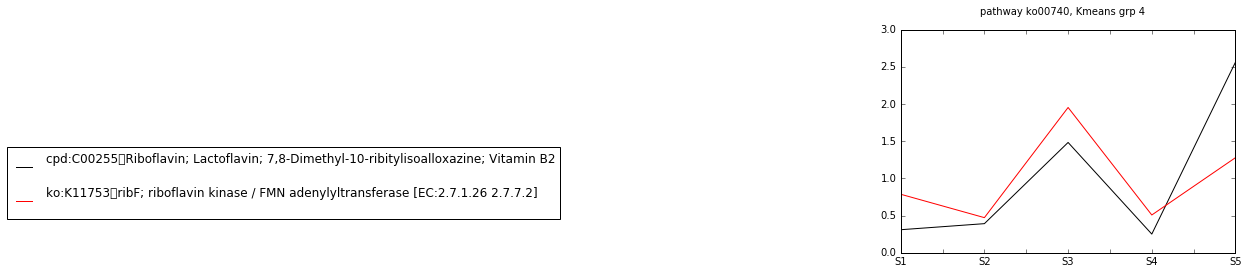 pathway ko00740, Kmeans grp 4
cpd:C00255▯Riboflavin; Lactoflavin; 7,8-Dimethyl-10-ribitylisoalloxazine; Vitamin B2
ko:K11753▯ribF; riboflavin kinase / FMN adenylyltransferase [EC:2.7.1.26 2.7.7.2]
3.0
2.5
2.0
1.5
1.0
0.5
0.0
S1 S2 S3 S4 S5